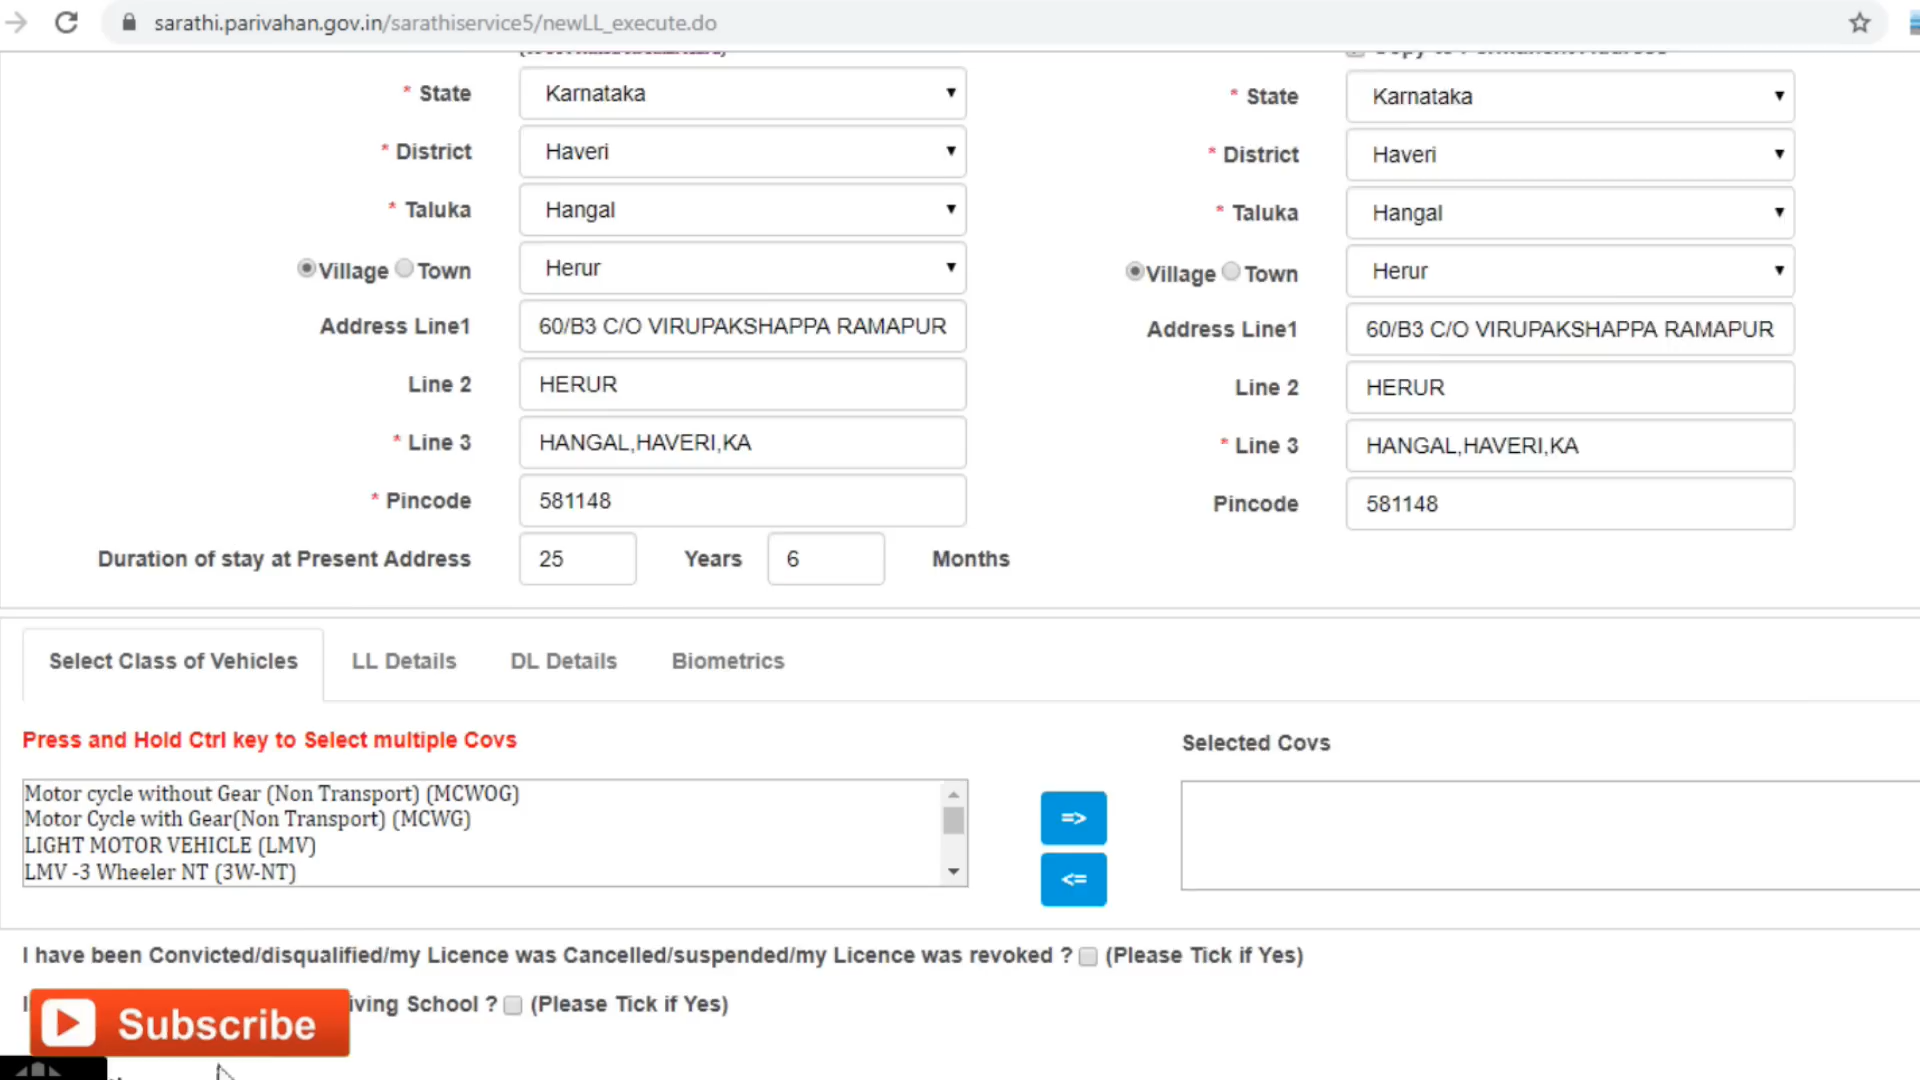 sarathi.parivahan.gov.in/sarathiservice5/newLL_execute.do
* State Karnataka
* State Karnataka
* District Haveri
* District Haveri
* Taluka Hangal
* Taluka Hangal
Village Town Herur
Village Town Herur
Address Line1 60/B3 C/O VIRUPAKSHAPPA RAMAPUR
Address Line1 60/B3 C/O VIRUPAKSHAPPA RAMAPUR
Line 2 HERUR
Line 2 HERUR
* Line 3 HANGAL,HAVERI,KA
* Line 3 HANGAL,HAVERI,KA
* Pincode 581148
Pincode 581148
Duration of stay at Present Address 25 Years 6 Months
Select Class of Vehicles LL Details DL Details Biometrics
Press and Hold Ctrl key to Select multiple Covs
Selected Covs
Motor cycle without Gear (Non Transport) (MCWOG)
Motor Cycle with Gear(Non Transport) (MCWG)
LIGHT MOTOR VEHICLE (LMV)
LMV -3 Wheeler NT (3W-NT)
=>
<=
I have been Convicted/disqualified/my Licence was Cancelled/suspended/my Licence was revoked ? (Please Tick if Yes)
School ? (Please Tick if Yes)
Subscribe